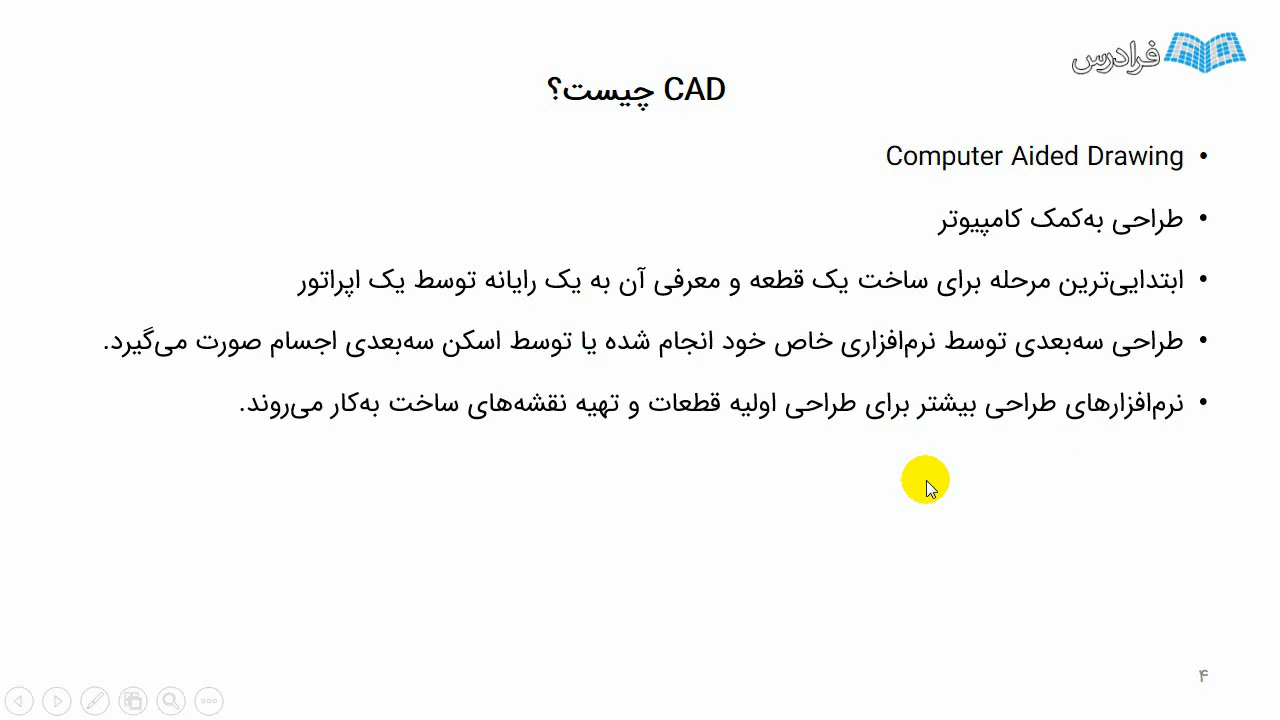 فرادرس
CAD چیست؟
• Computer Aided Drawing
• طراحی به‌کمک کامپیوتر
• ابتدایی‌ترین مرحله برای ساخت یک قطعه و معرفی آن به یک رایانه توسط یک اپراتور
• طراحی سه‌بعدی توسط نرم‌افزاری خاص خود انجام شده یا توسط اسکن سه‌بعدی اجسام صورت می‌گیرد.
• نرم‌افزارهای طراحی بیشتر برای طراحی اولیه قطعات و تهیه نقشه‌های ساخت به‌کار می‌روند.
۴